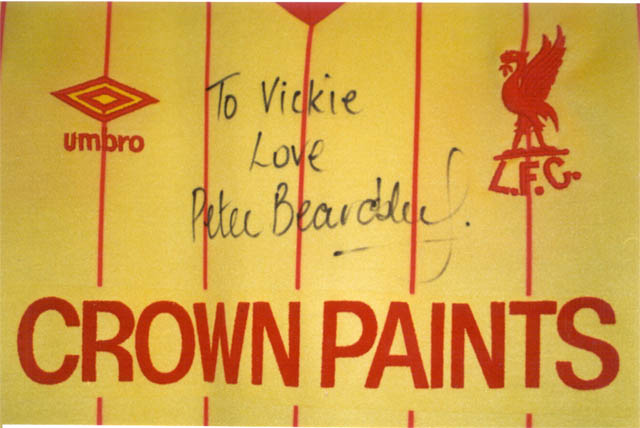 To Vickie
Love
Peter Beardsley.
umbro
L.F.C.
CROWN PAINTS